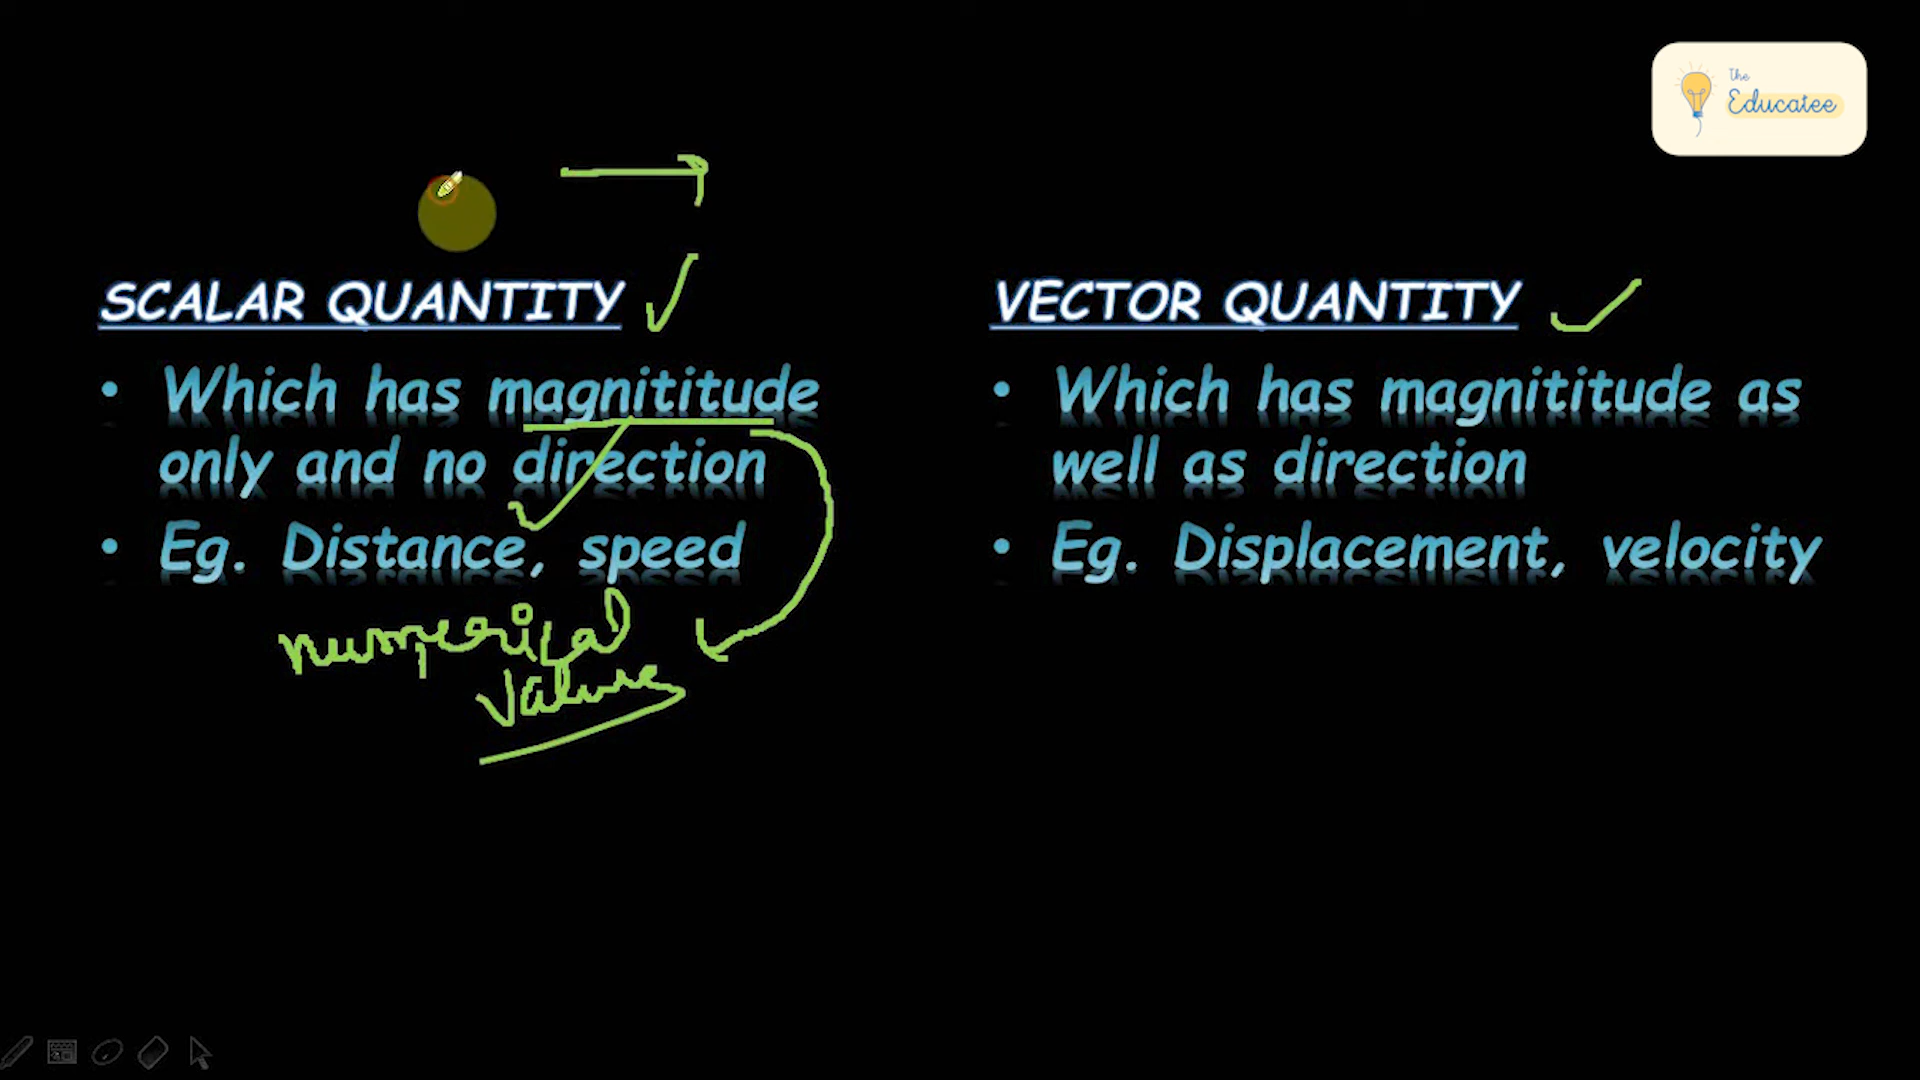 The
Educatee
SCALAR QUANTITY
• Which has magnititude
only and no direction
• Eg. Distance, speed
numerical
value
VECTOR QUANTITY
• Which has magnititude as
well as direction
• Eg. Displacement, velocity